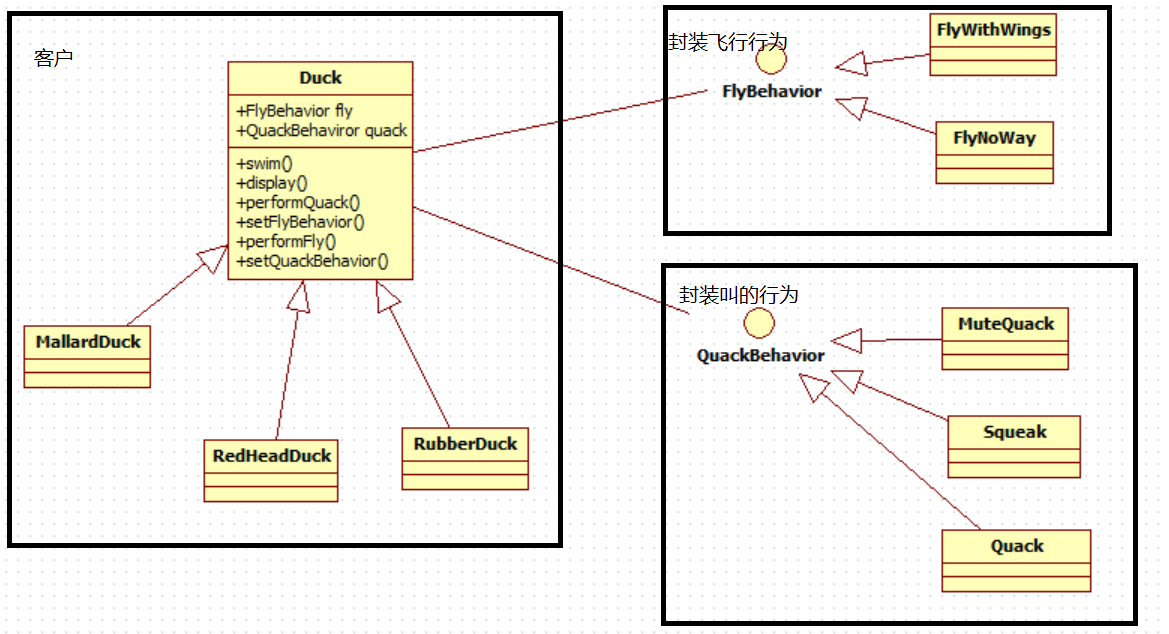 客户
Duck
+FlyBehavior fly
+QuackBehaviror quack
+swim()
+display()
+performQuack()
+setFlyBehavior()
+performFly()
+setQuackBehavior()
MallardDuck
RedHeadDuck
RubberDuck
封装飞行行为
FlyBehavior
FlyWithWings
FlyNoWay
封装叫的行为
QuackBehavior
MuteQuack
Squeak
Quack